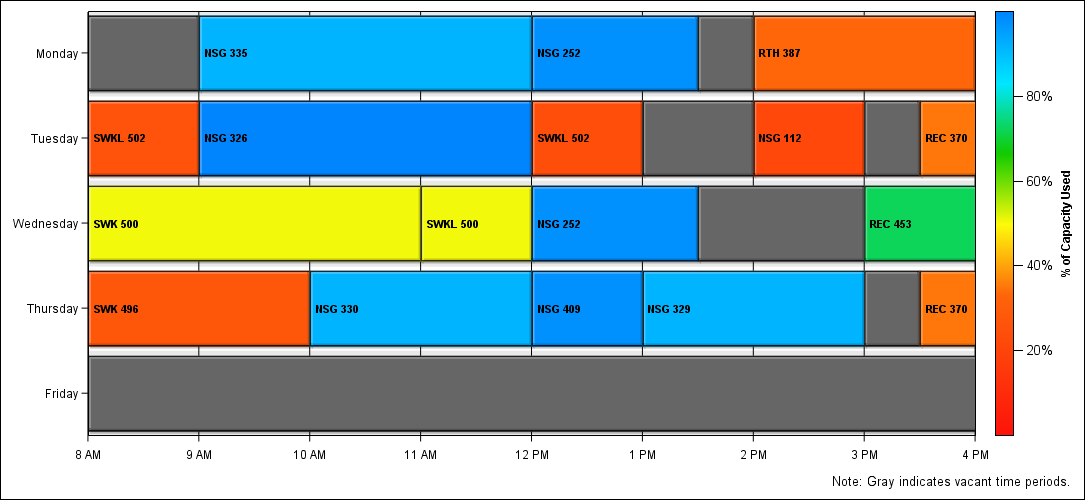 Monday
NSG 335
NSG 252
RTH 387
Tuesday
SWKL 502
NSG 326
SWKL 502
NSG 112
REC 370
Wednesday
SWK 500
SWKL 500
NSG 252
REC 453
Thursday
SWK 496
NSG 330
NSG 409
NSG 329
REC 370
Friday
8 AM
9 AM
10 AM
11 AM
12 PM
1 PM
2 PM
3 PM
4 PM
80%
60%
40%
20%
% of Capacity Used
Note: Gray indicates vacant time periods.